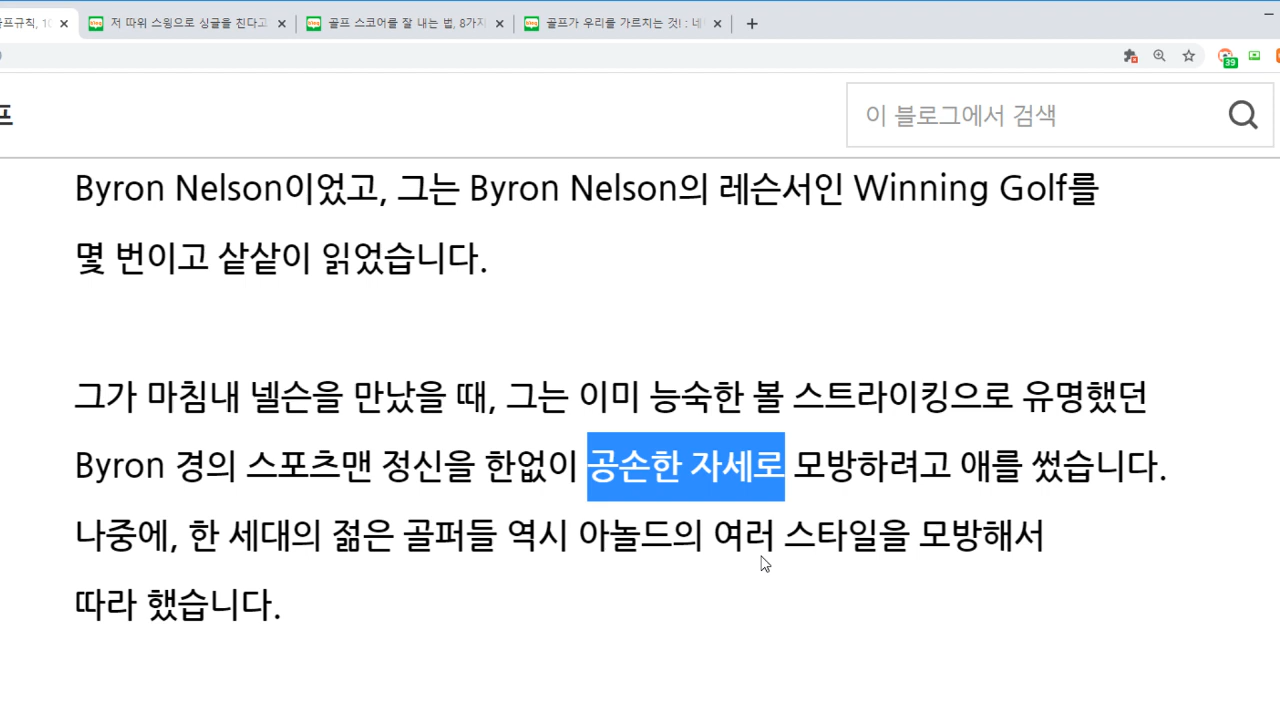 프규칙, 10
blog 저 따위 스윙으로 싱글을 친다고
blog 골프 스코어를 잘 내는 법, 8가지
blog 골프가 우리를 가르치는 것! : 네
39
프
이 블로그에서 검색
Byron Nelson이었고, 그는 Byron Nelson의 레슨서인 Winning Golf를
몇 번이고 샅샅이 읽었습니다.
그가 마침내 넬슨을 만났을 때, 그는 이미 능숙한 볼 스트라이킹으로 유명했던
Byron 경의 스포츠맨 정신을 한없이 공손한 자세로 모방하려고 애를 썼습니다.
나중에, 한 세대의 젊은 골퍼들 역시 아놀드의 여러 스타일을 모방해서
따라 했습니다.